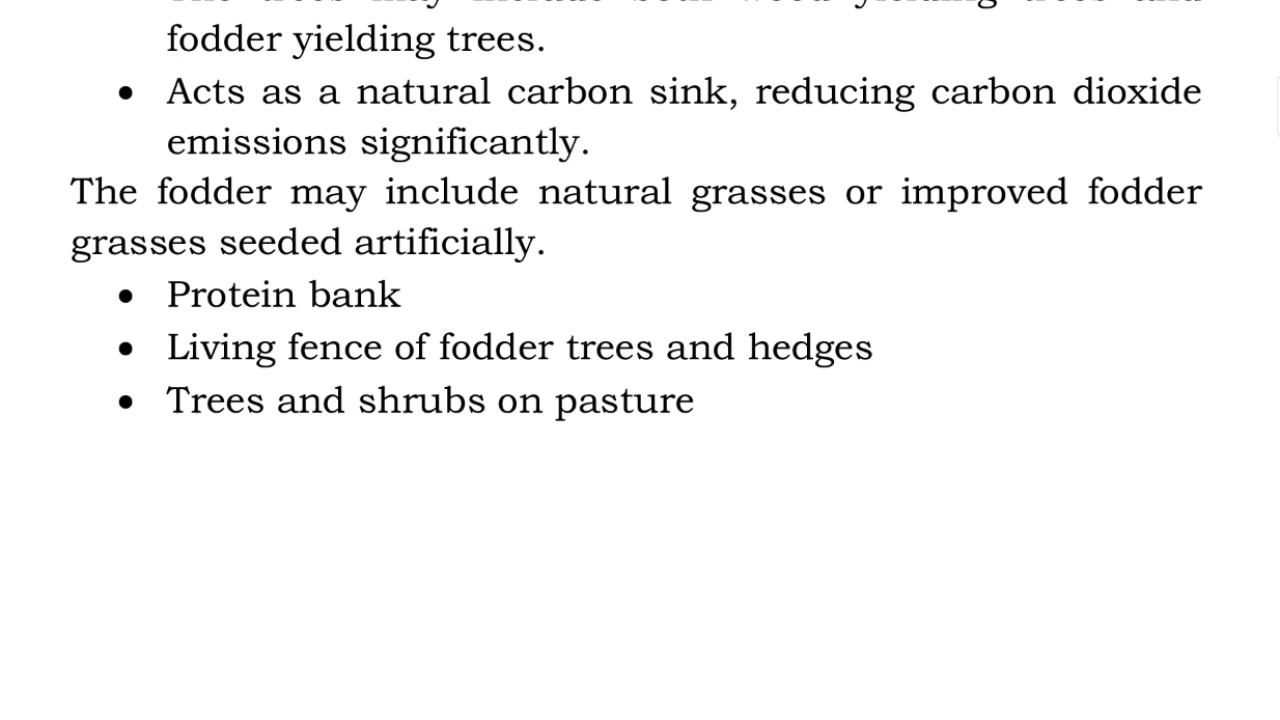 fodder yielding trees.
• Acts as a natural carbon sink, reducing carbon dioxide
emissions significantly.
The fodder may include natural grasses or improved fodder
grasses seeded artificially.
• Protein bank
• Living fence of fodder trees and hedges
• Trees and shrubs on pasture